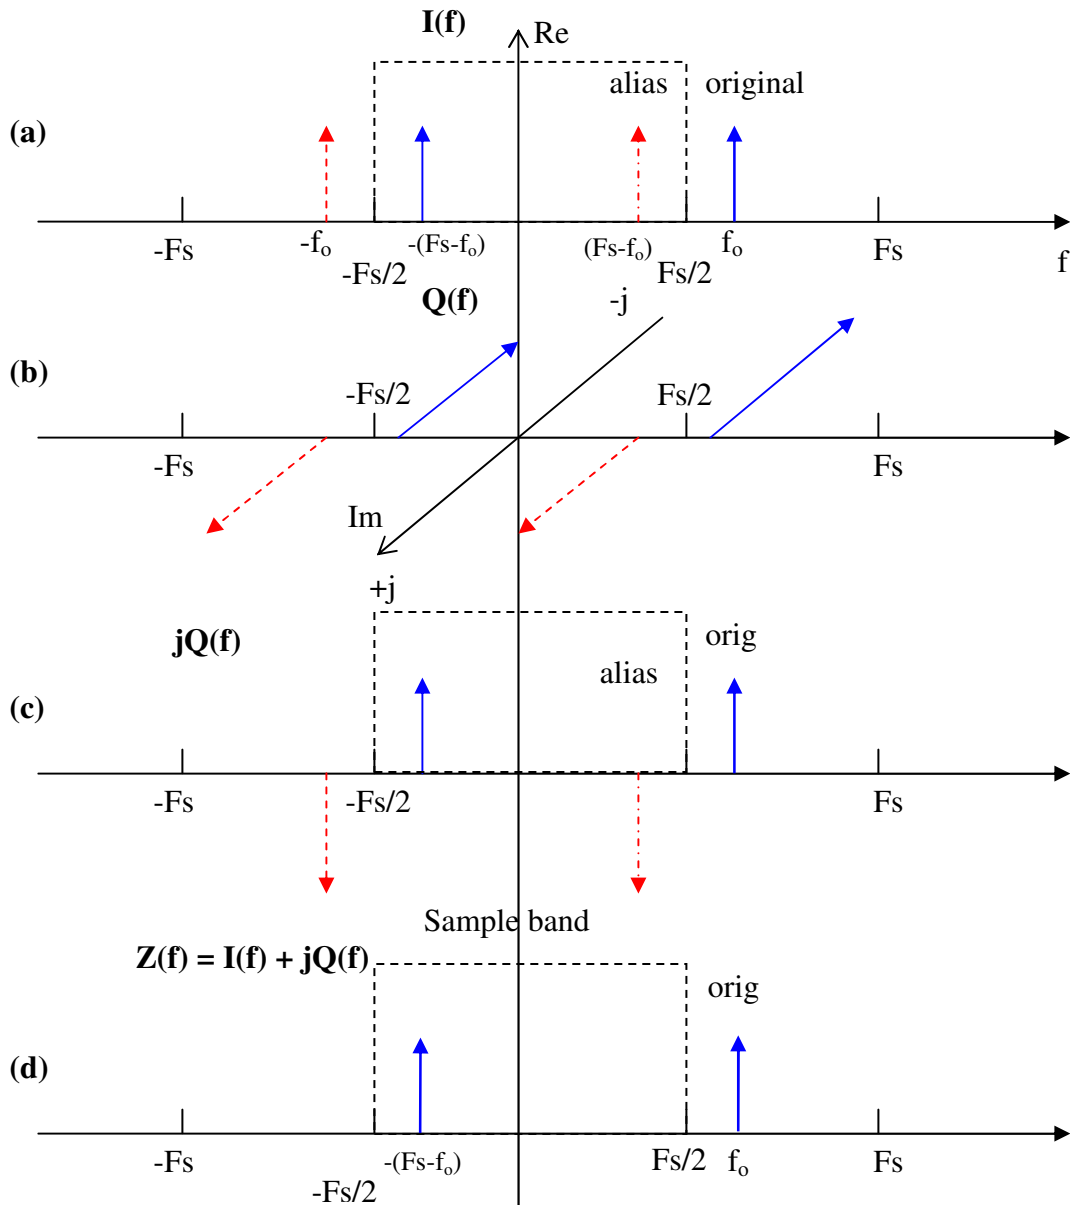 I(f)
Re
alias original
(a)
-Fs -fₒ -(Fs-fₒ) (Fs-fₒ) fₒ Fs f
-Fs/2 Fs/2
Q(f) -j
(b)
-Fs/2 Fs/2
-Fs Fs
Im
+j
jQ(f) orig
alias
(c)
-Fs -Fs/2 Fs
Sample band
Z(f) = I(f) + jQ(f)
orig
(d)
-Fs -(Fs-fₒ) Fs/2 fₒ Fs
-Fs/2